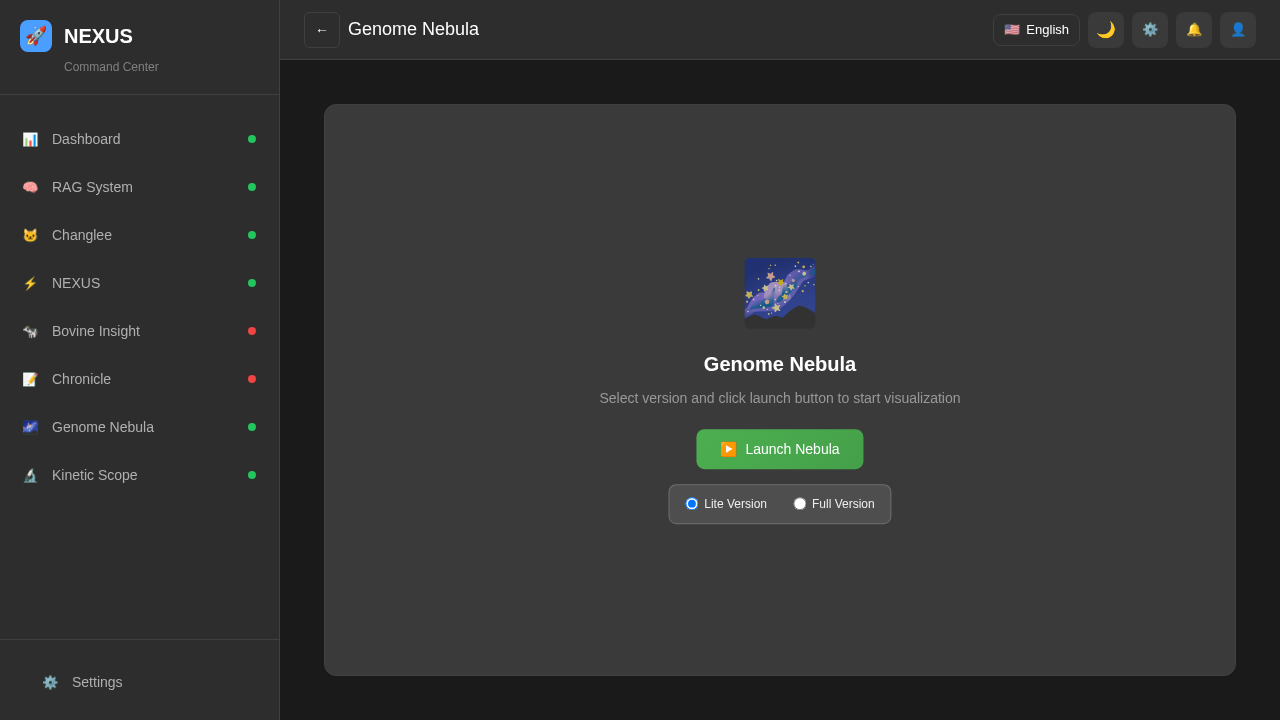 NEXUS
Command Center
Dashboard
RAG System
Changlee
NEXUS
Bovine Insight
Chronicle
Genome Nebula
Kinetic Scope
Settings
← Genome Nebula
English
Genome Nebula
Select version and click launch button to start visualization
Launch Nebula
Lite Version Full Version